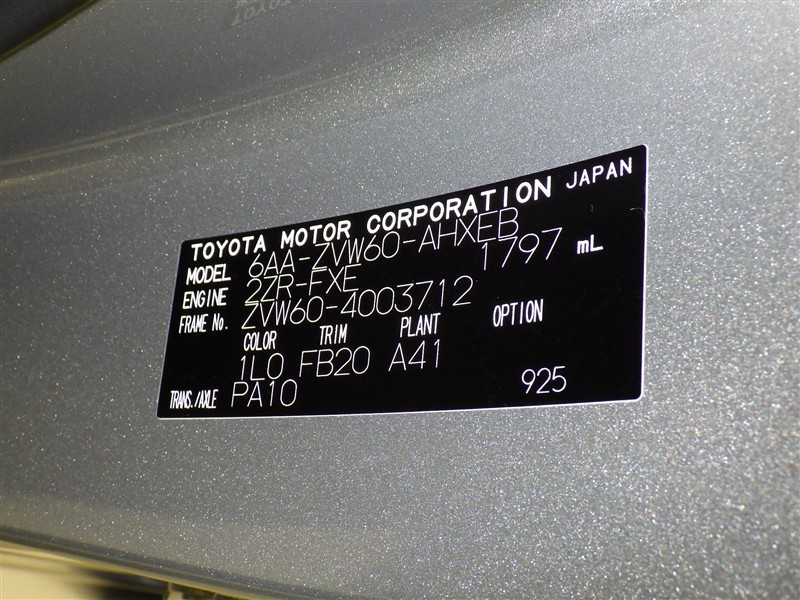 TOYOTA MOTOR CORPORATION JAPAN
MODEL 6AA-ZVW60-AHXEB
ENGINE 2ZR-FXE 1797 mL
FRAME No. ZVW60-4003712
COLOR TRIM PLANT OPTION
1L0 FB20 A41
TRANS./AXLE PA10 925